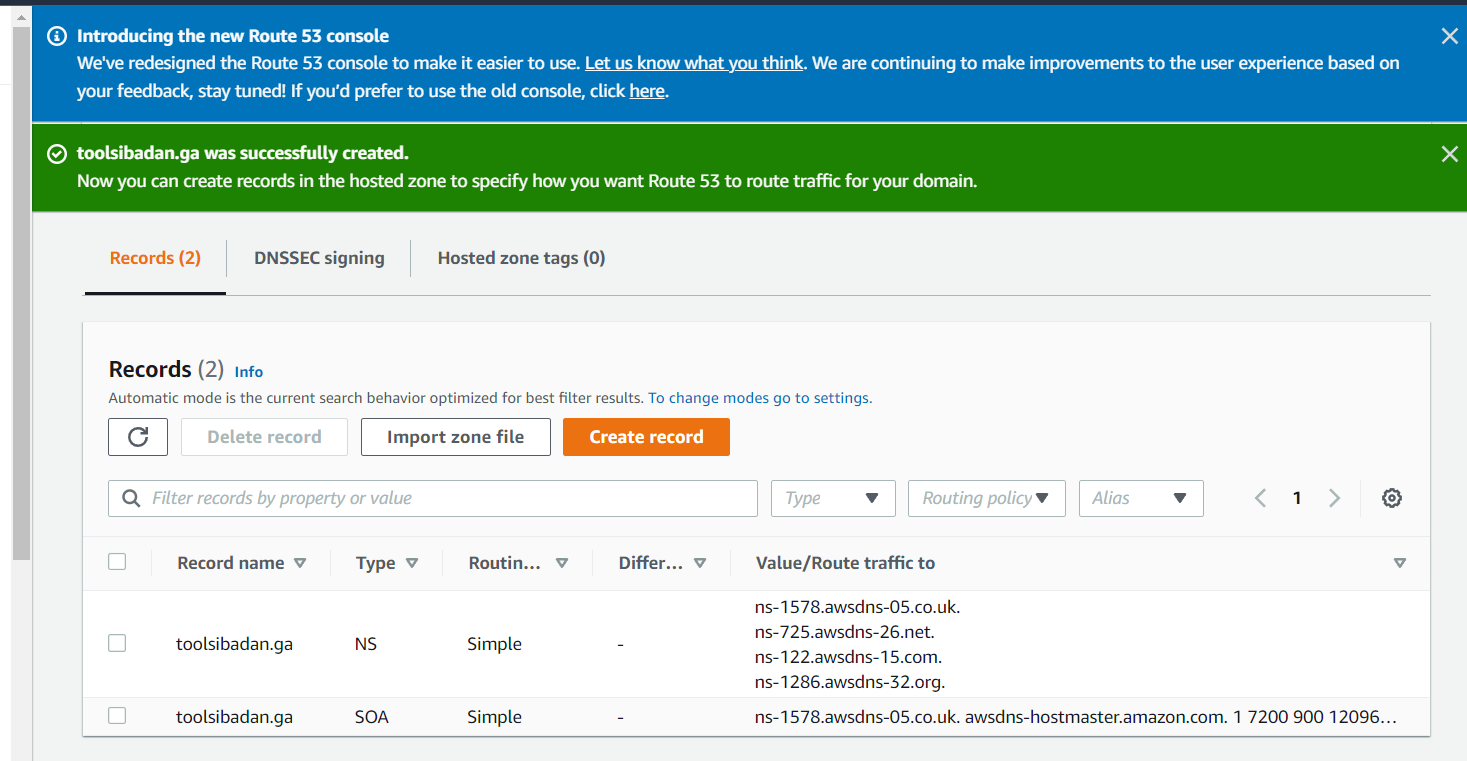 Introducing the new Route 53 console
We've redesigned the Route 53 console to make it easier to use. Let us know what you think. We are continuing to make improvements to the user experience based on
your feedback, stay tuned! If you'd prefer to use the old console, click here.
toolsibadan.ga was successfully created.
Now you can create records in the hosted zone to specify how you want Route 53 to route traffic for your domain.
Records (2) DNSSEC signing Hosted zone tags (0)
Records (2) Info
Automatic mode is the current search behavior optimized for best filter results. To change modes go to settings.
Delete record Import zone file Create record
Filter records by property or value Type Routing policy Alias 1
Record name Type Routin... Differ... Value/Route traffic to
ns-1578.awsdns-05.co.uk.
ns-725.awsdns-26.net.
toolsibadan.ga NS Simple -
ns-122.awsdns-15.com.
ns-1286.awsdns-32.org.
toolsibadan.ga SOA Simple - ns-1578.awsdns-05.co.uk. awsdns-hostmaster.amazon.com. 1 7200 900 12096...